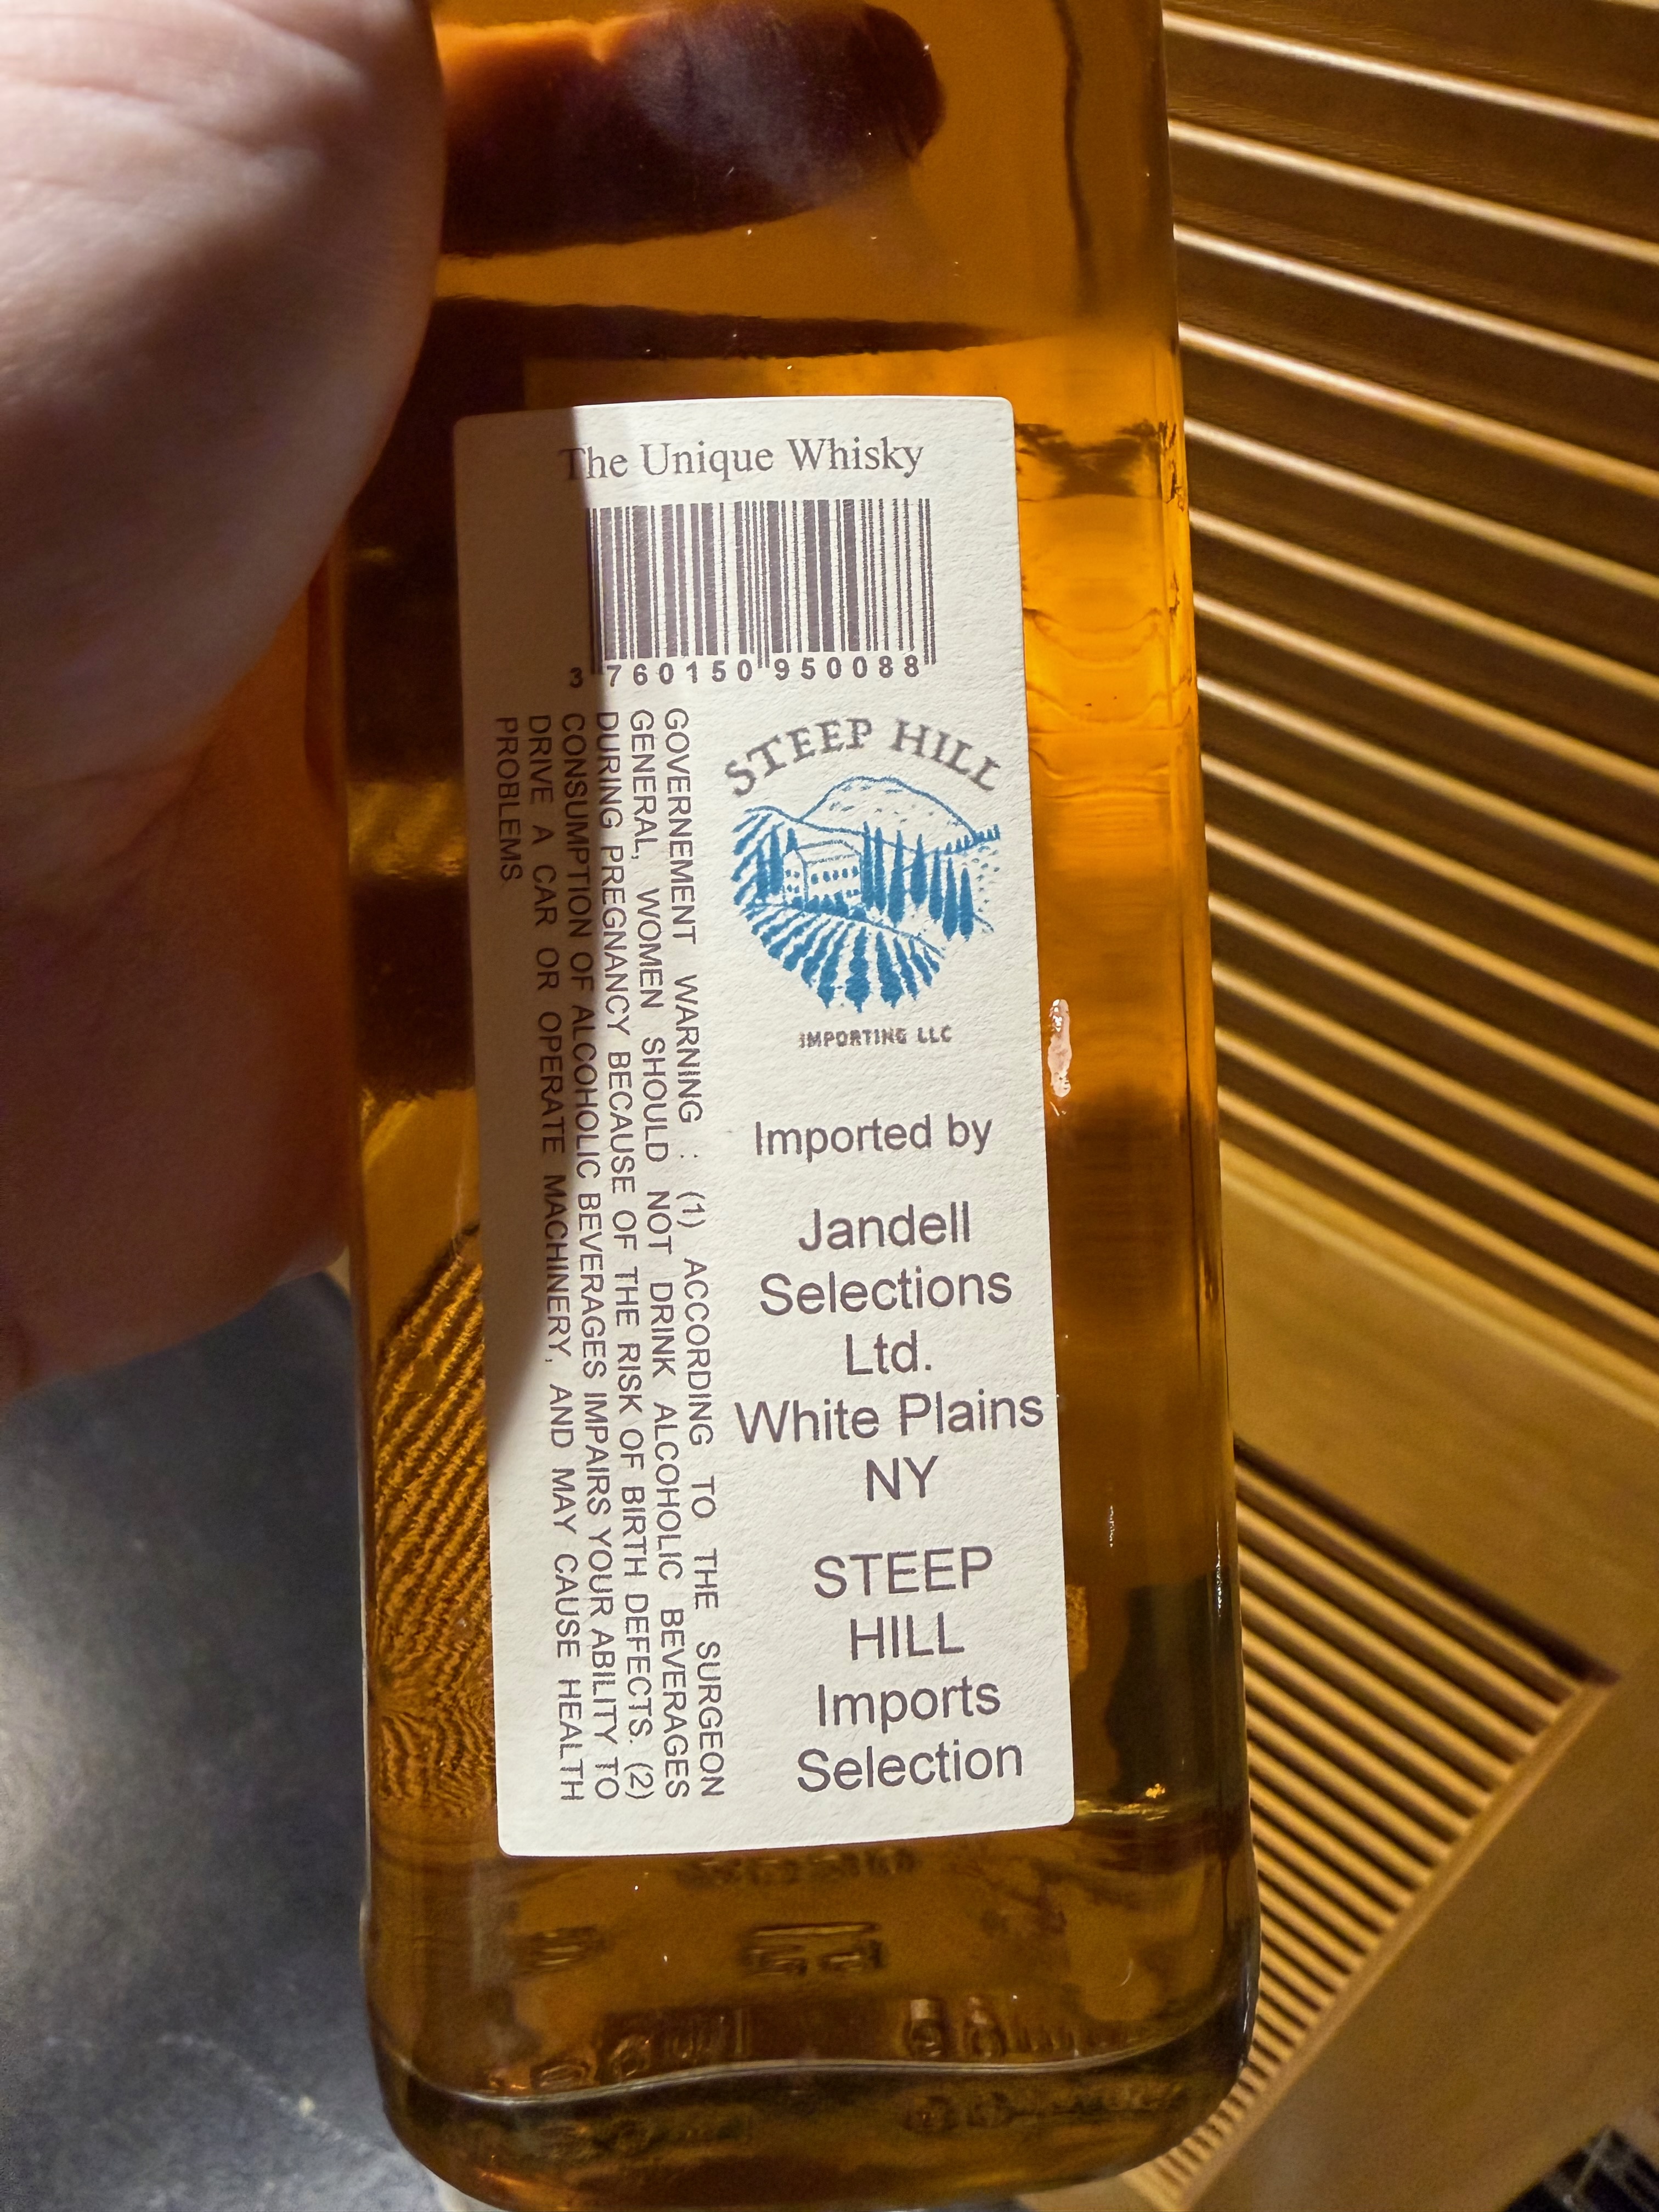 The Unique Whisky
3 760150 950088
STEEP HILL
IMPORTING LLC
Imported by
Jandell
Selections
Ltd.
White Plains
NY
STEEP
HILL
Imports
Selection
GOVERNEMENT WARNING : (1) ACCORDING TO THE SURGEON
GENERAL, WOMEN SHOULD NOT DRINK ALCOHOLIC BEVERAGES
DURING PREGNANCY BECAUSE OF THE RISK OF BIRTH DEFECTS. (2)
CONSUMPTION OF ALCOHOLIC BEVERAGES IMPAIRS YOUR ABILITY TO
DRIVE A CAR OR OPERATE MACHINERY, AND MAY CAUSE HEALTH
PROBLEMS